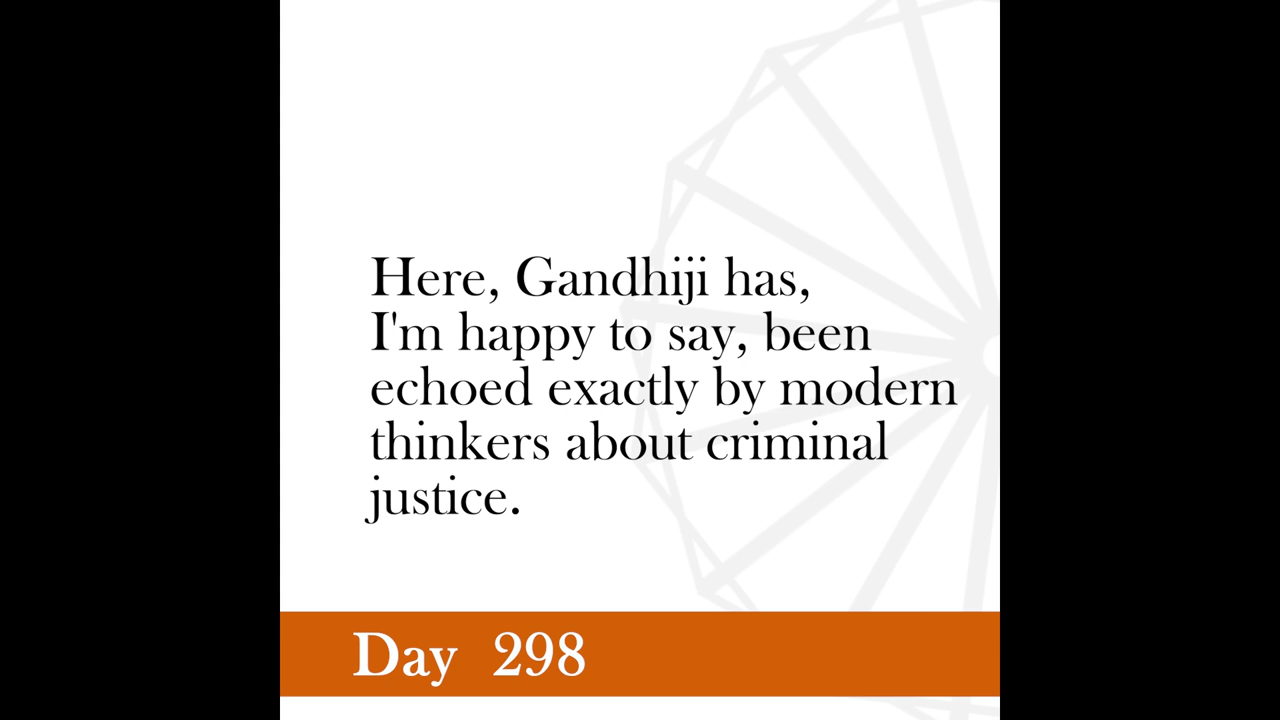 Here, Gandhiji has,
I'm happy to say, been
echoed exactly by modern
thinkers about criminal
justice.
Day 298